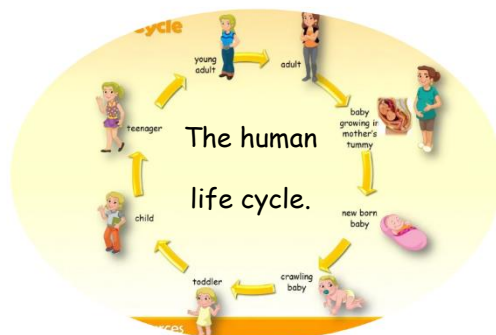 cycle
young
adult
adult
baby
growing in
mother's
tummy
new born
baby
crawling
baby
toddler
child
teenager
The human
life cycle.